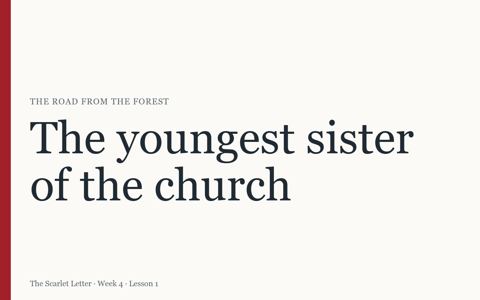 THE ROAD FROM THE FOREST
The youngest sister
of the church
The Scarlet Letter · Week 4 · Lesson 1